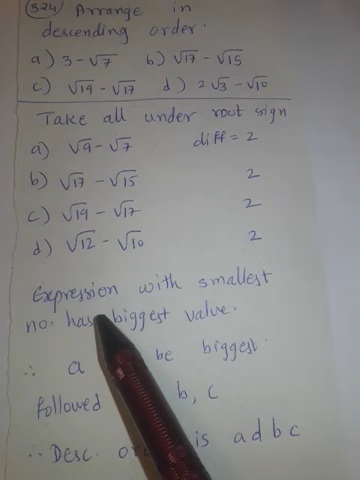 324 Arrange in
descending order.
a) 3-√7 b) √17-√15
c) √19-√17 d) 2√3-√10
Take all under root sign
a) √9-√7 diff = 2
b) √17-√15 2
c) √19-√17 2
d) √12-√10 2
Expression with smallest
no. has biggest value.
∴ a be biggest.
followed b, c
∴ Desc. is a d b c